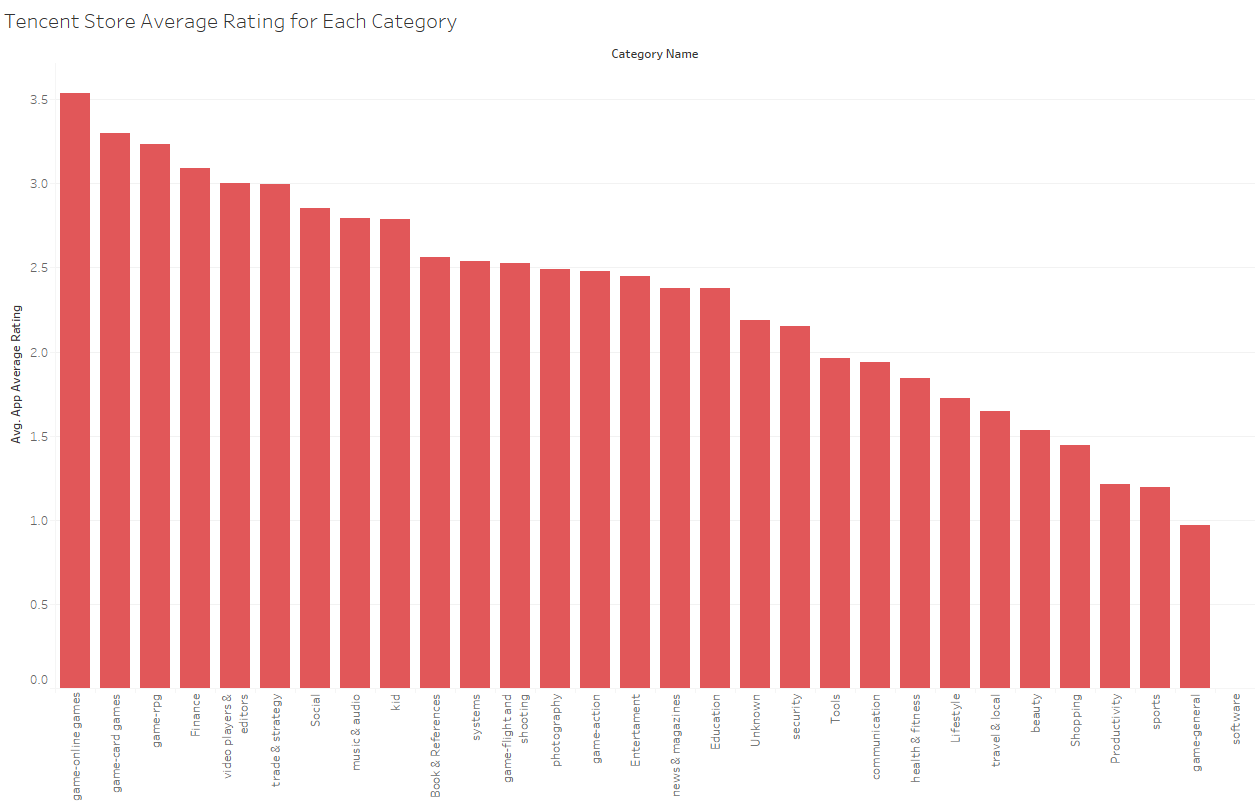 Tencent Store Average Rating for Each Category
Category Name
Avg. App Average Rating
3.5
3.0
2.5
2.0
1.5
1.0
0.5
0.0
game-online games
game-card games
game-rpg
Finance
video players &
editors
trade & strategy
Social
music & audio
kid
Book & References
systems
game-flight and
shooting
photography
game-action
Entertainment
news & magazines
Education
Unknown
security
Tools
communication
health & fitness
Lifestyle
travel & local
beauty
Shopping
Productivity
sports
game-general
software